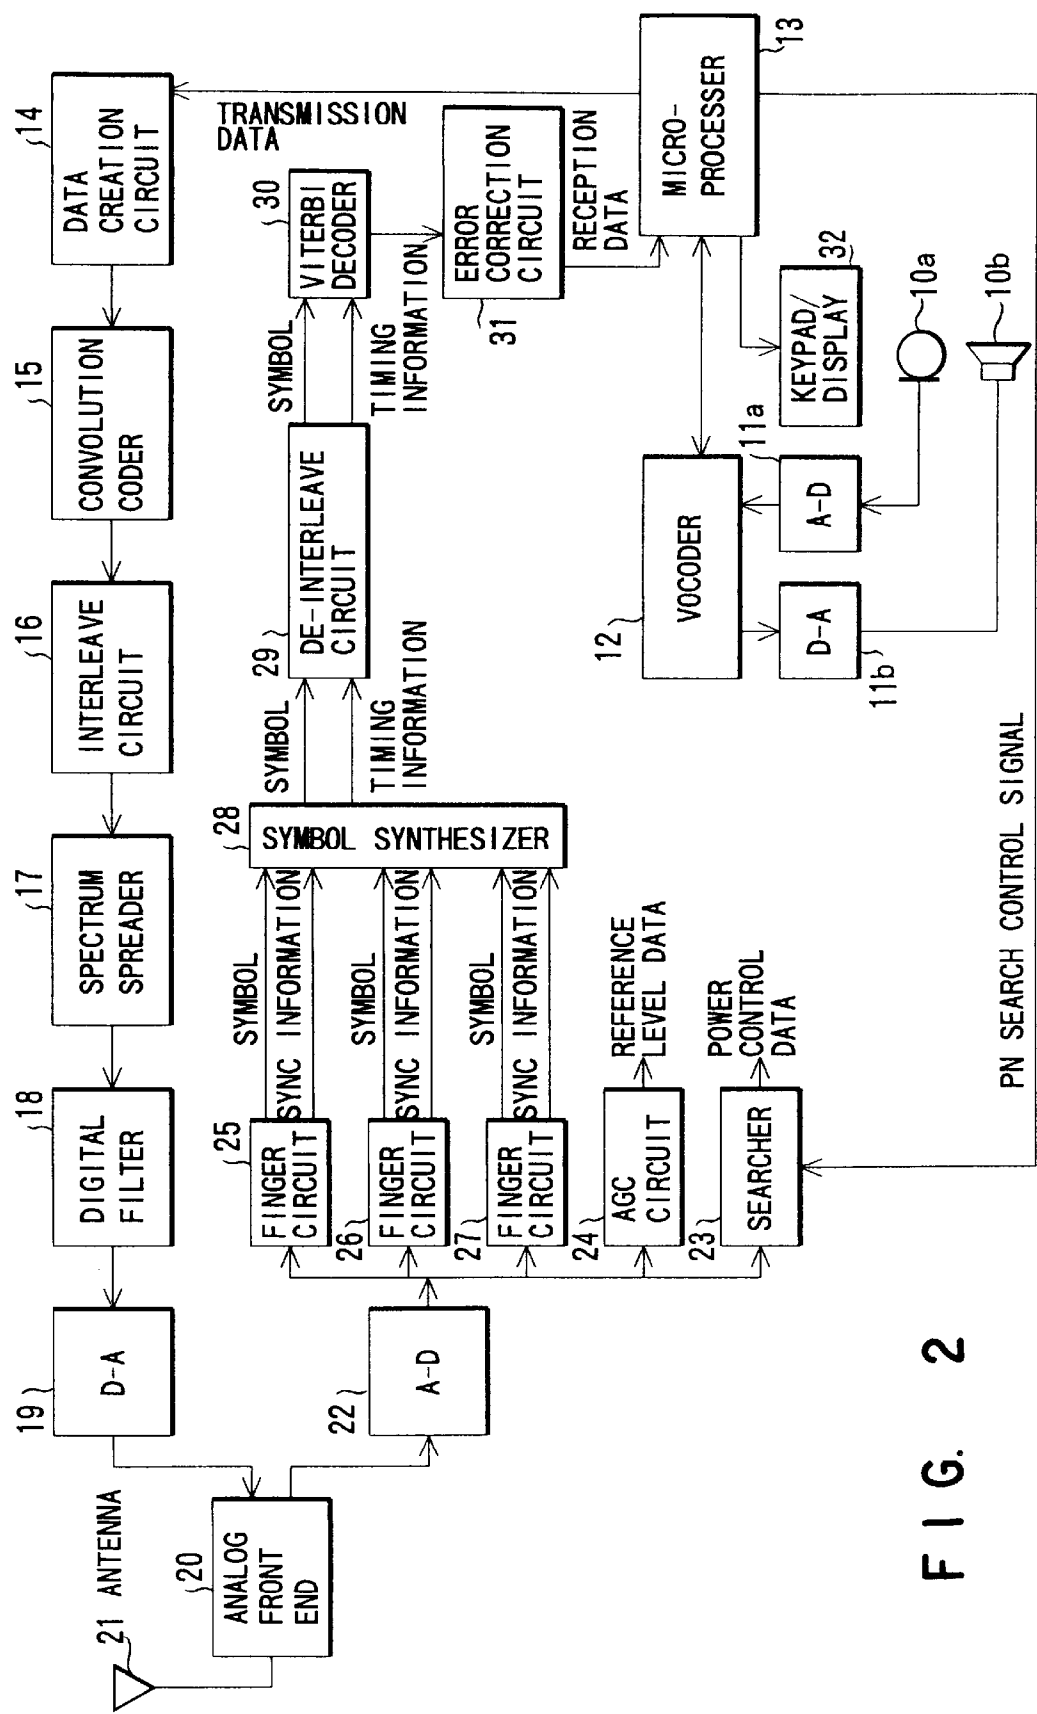 21 ANTENNA
20
ANALOG
FRONT
END
19
D-A
18
DIGITAL
FILTER
17
SPECTRUM
SPREADER
16
INTERLEAVE
CIRCUIT
15
CONVOLUTION
CODER
14
DATA
CREATION
CIRCUIT
TRANSMISSION
DATA
22
A-D
25
FINGER
CIRCUIT
SYMBOL
SYNC INFORMATION
26
FINGER
CIRCUIT
SYMBOL
SYNC INFORMATION
27
FINGER
CIRCUIT
SYMBOL
SYNC INFORMATION
24
AGC
CIRCUIT
REFERENCE
LEVEL DATA
23
SEARCHER
POWER
CONTROL
DATA
28
SYMBOL SYNTHESIZER
SYMBOL
TIMING
INFORMATION
29
DE-INTERLEAVE
CIRCUIT
SYMBOL
TIMING
INFORMATION
30
VITERBI
DECODER
31
ERROR
CORRECTION
CIRCUIT
RECEPTION
DATA
MICRO-
PROCESSER
13
12
VOCODER
D-A
11b
A-D
11a
KEYPAD/
DISPLAY
32
10a
10b
PN SEARCH CONTROL SIGNAL
FIG. 2